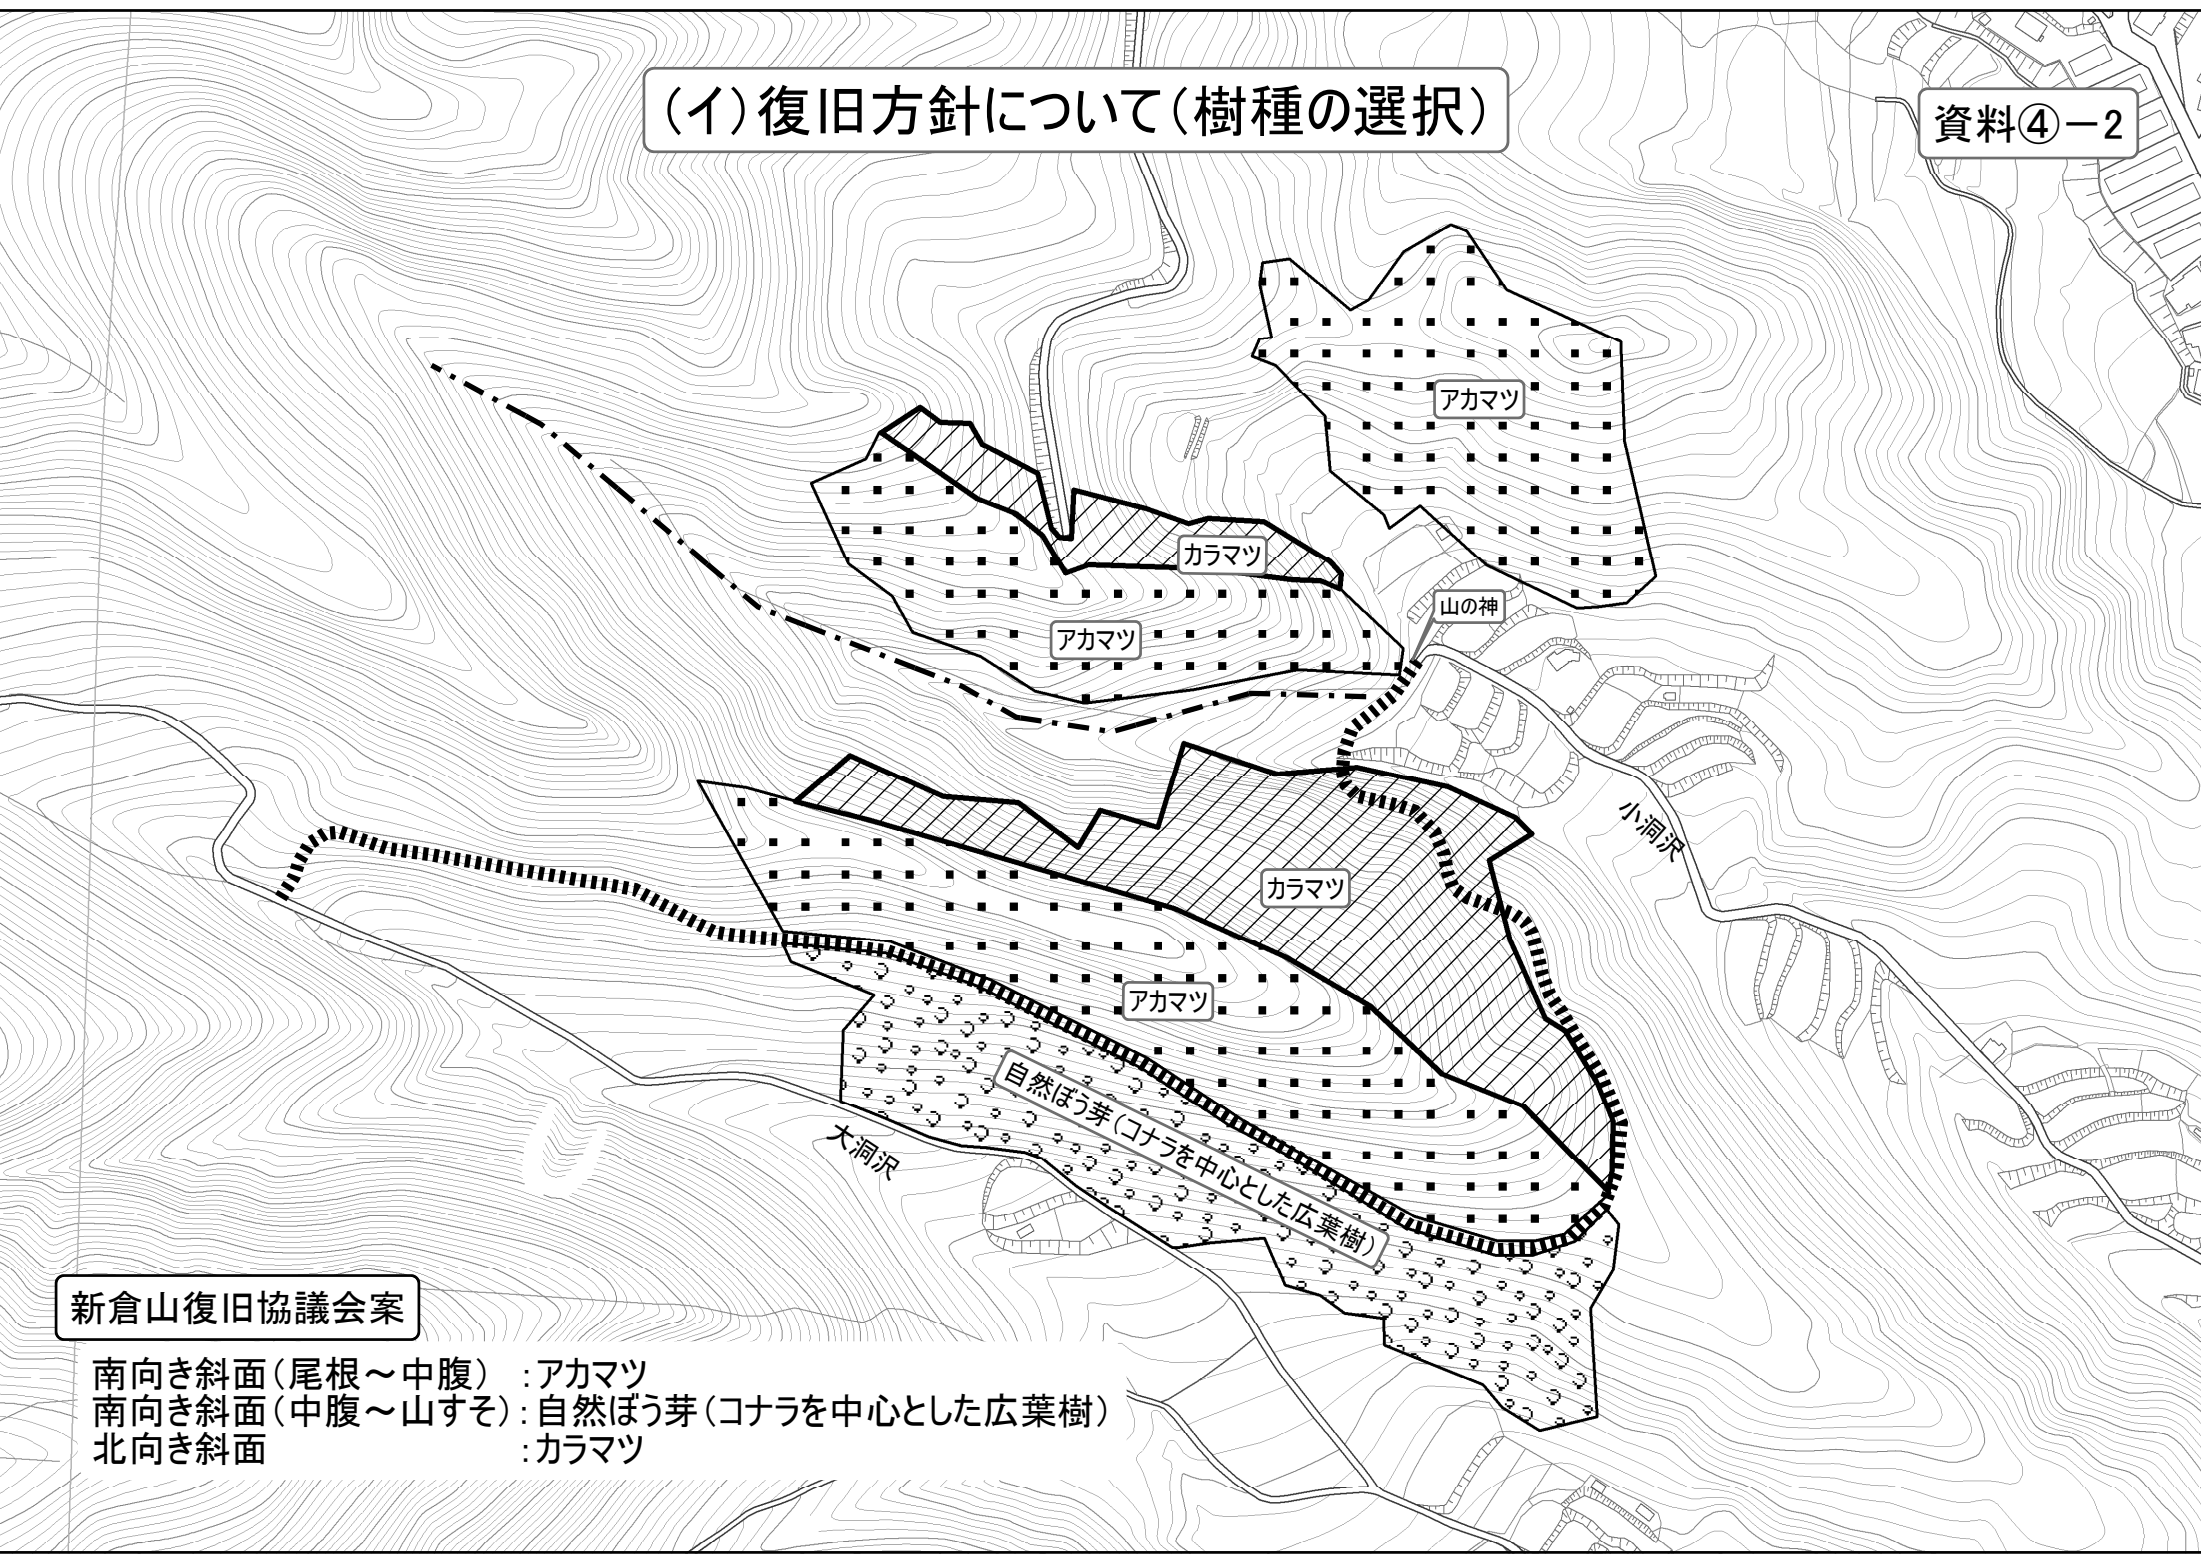 (イ)復旧方針について(樹種の選択)
資料④－2
アカマツ
カラマツ
山の神
アカマツ
小洞沢
カラマツ
アカマツ
自然ぼう芽(コナラを中心とした広葉樹)
大洞沢
新倉山復旧協議会案
南向き斜面(尾根～中腹) :アカマツ
南向き斜面(中腹～山すそ):自然ぼう芽(コナラを中心とした広葉樹)
北向き斜面 :カラマツ